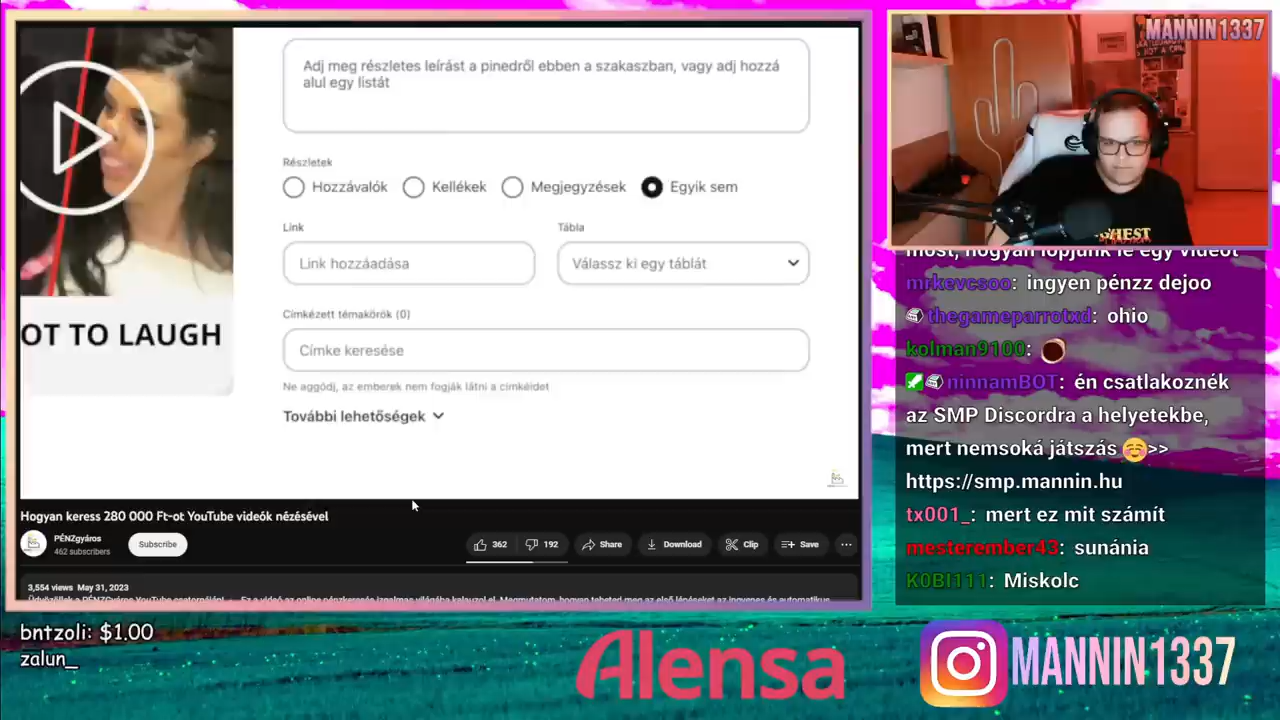 OT TO LAUGH
Adj meg részletes leírást a pinedről ebben a szakaszban, vagy adj hozzá
alul egy listát
Részletek
Hozzávalók
Kellékek
Megjegyzések
Egyik sem
Link
Tábla
Link hozzáadása
Válassz ki egy táblát
Címkézett témakörök (0)
Címke keresése
Ne aggódj, az emberek nem fogják látni a címkéidet
További lehetőségek
Hogyan keress 280 000 Ft-ot YouTube videók nézésével
PÉNZgyáros
462 subscribers
Subscribe
362
192
Share
Download
Clip
Save
3,554 views May 31, 2023
MANNIN1337
most, hogyan lopjunk le egy videót
mrkevcsoo: ingyen pénzz dejoo
thegameparrotxd: ohio
kolman9100:
ninnamBOT: én csatlakoznék
az SMP Discordra a helyetekbe,
mert nemsoká játszás ☺️>>
https://smp.mannin.hu
tx001_: mert ez mit számít
mesterember43: sunánia
K0BI111: Miskolc
bntzoli: $1.00
zalun_
Alensa
MANNIN1337